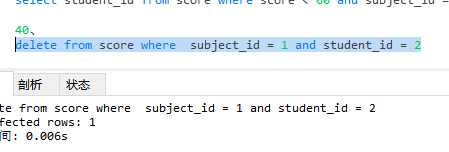 select student_id from score where score < 60 and subject_id =
40、
delete from score where  subject_id = 1 and student_id = 2
剖析 状态
te from score where  subject_id = 1 and student_id = 2
fected rows: 1
间: 0.006s